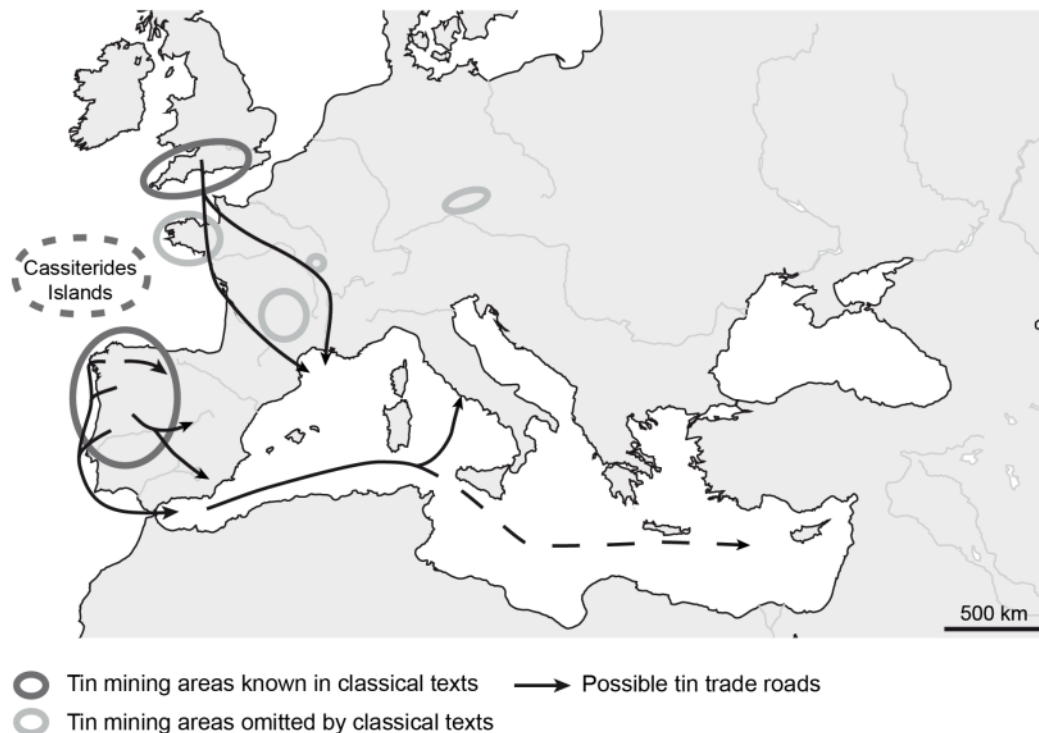 Cassiterides
Islands
500 km
Tin mining areas known in classical texts
Possible tin trade roads
Tin mining areas omitted by classical texts